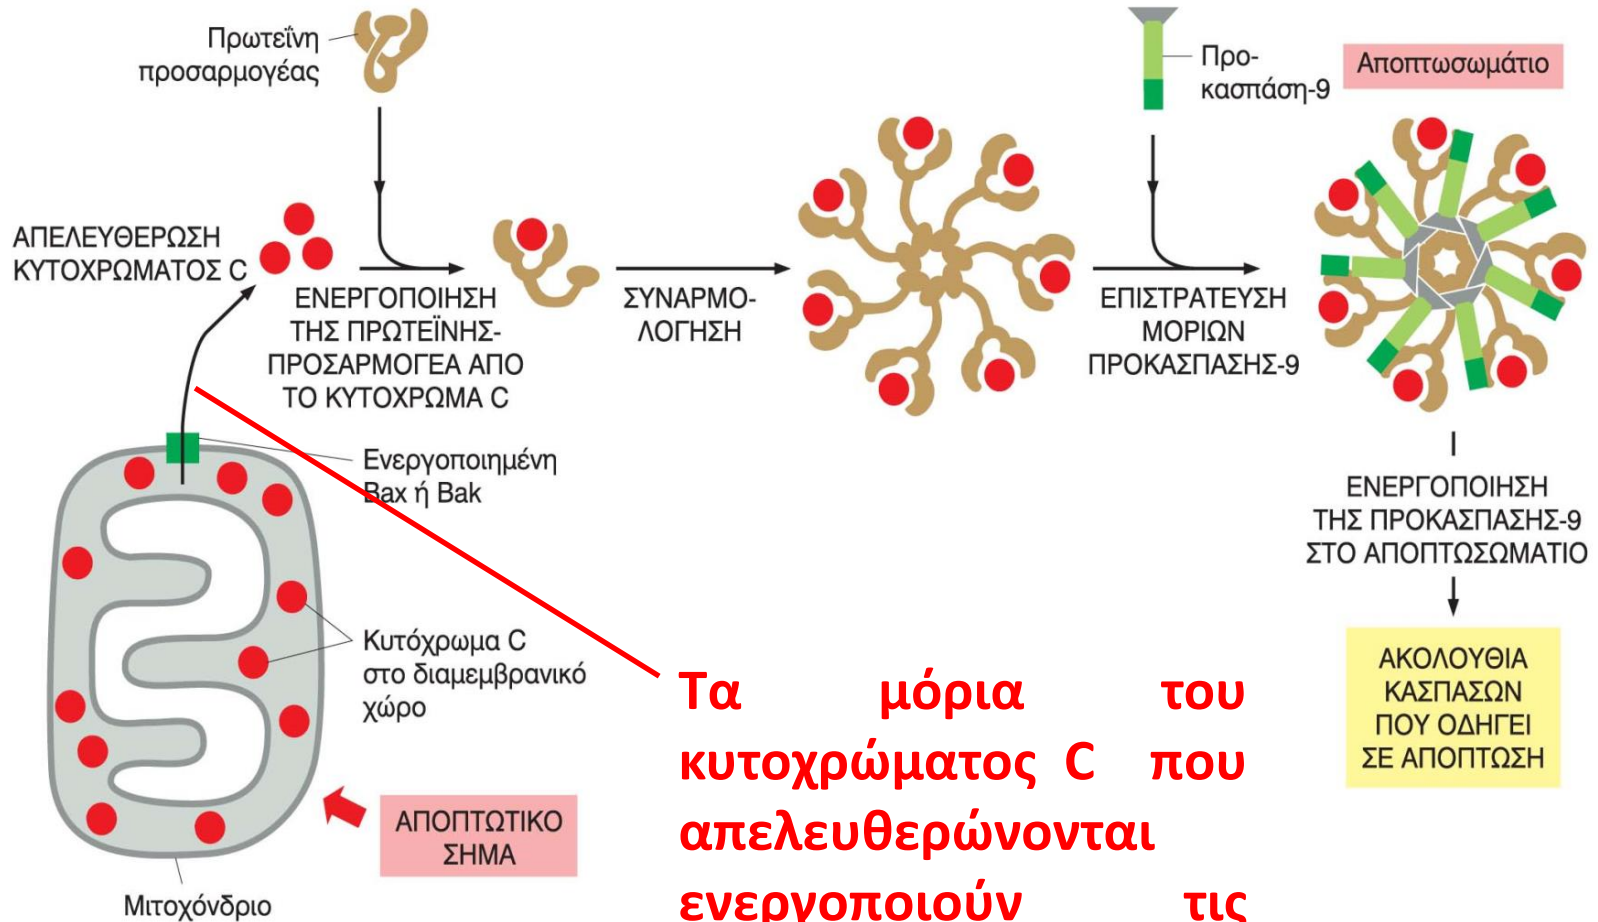 Πρωτεΐνη
προσαρμογέας
Προ-
κασπάση-9
Αποπτωσωμάτιο
ΑΠΕΛΕΥΘΕΡΩΣΗ
ΚΥΤΟΧΡΩΜΑΤΟΣ C
ΕΝΕΡΓΟΠΟΙΗΣΗ
ΤΗΣ ΠΡΩΤΕΪΝΗΣ-
ΠΡΟΣΑΡΜΟΓΕΑ ΑΠΟ
ΤΟ ΚΥΤΟΧΡΩΜΑ C
ΣΥΝΑΡΜΟ-
ΛΟΓΗΣΗ
ΕΠΙΣΤΡΑΤΕΥΣΗ
ΜΟΡΙΩΝ
ΠΡΟΚΑΣΠΑΣΗΣ-9
Ενεργοποιημένη
Bax ή Bak
ΕΝΕΡΓΟΠΟΙΗΣΗ
ΤΗΣ ΠΡΟΚΑΣΠΑΣΗΣ-9
ΣΤΟ ΑΠΟΠΤΩΣΩΜΑΤΙΟ
Κυτόχρωμα C
στο διαμεμβρανικό
χώρο
ΑΚΟΛΟΥΘΙΑ
ΚΑΣΠΑΣΩΝ
ΠΟΥ ΟΔΗΓΕΙ
ΣΕ ΑΠΟΠΤΩΣΗ
Τα μόρια του
κυτοχρώματος C που
απελευθερώνονται
ενεργοποιούν τις
ΑΠΟΠΤΩΤΙΚΟ
ΣΗΜΑ
Μιτοχόνδριο